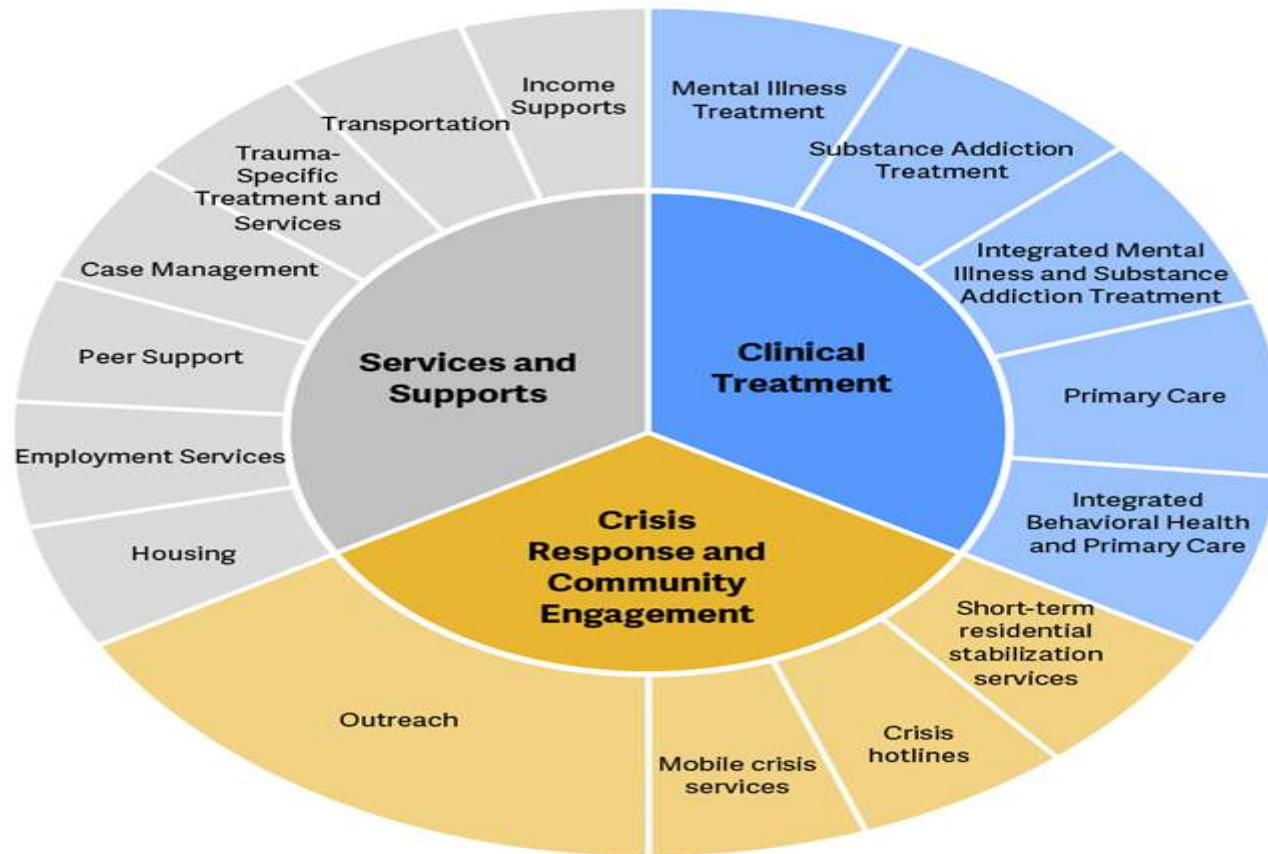 Income
Supports
Transportation
Trauma-
Specific
Treatment and
Services
Case Management
Peer Support
Employment Services
Housing
Services and
Supports
Mental Illness
Treatment
Substance Addiction
Treatment
Integrated Mental
Illness and Substance
Addiction Treatment
Primary Care
Integrated
Behavioral Health
and Primary Care
Clinical
Treatment
Crisis
Response and
Community
Engagement
Short-term
residential
stabilization
services
Crisis
hotlines
Mobile crisis
services
Outreach